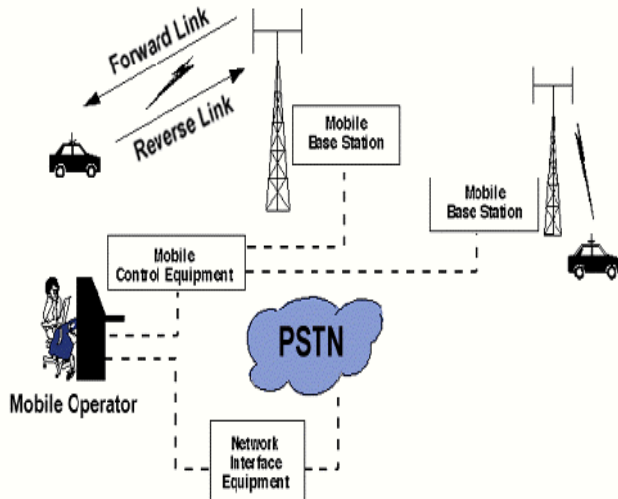 Forward Link
Reverse Link
Mobile
Base Station
Mobile
Base Station
Mobile
Control Equipment
PSTN
Mobile Operator
Network
Interface
Equipment